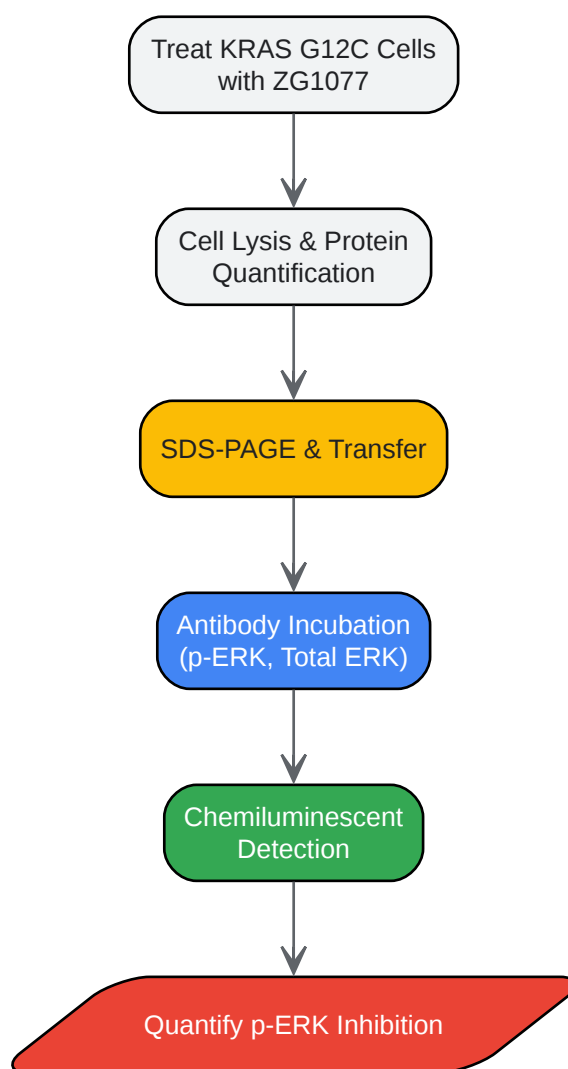 Treat KRAS G12C Cells
with ZG1077
Cell Lysis & Protein
Quantification
SDS-PAGE & Transfer
Antibody Incubation
(p-ERK, Total ERK)
Chemiluminescent
Detection
Quantify p-ERK Inhibition